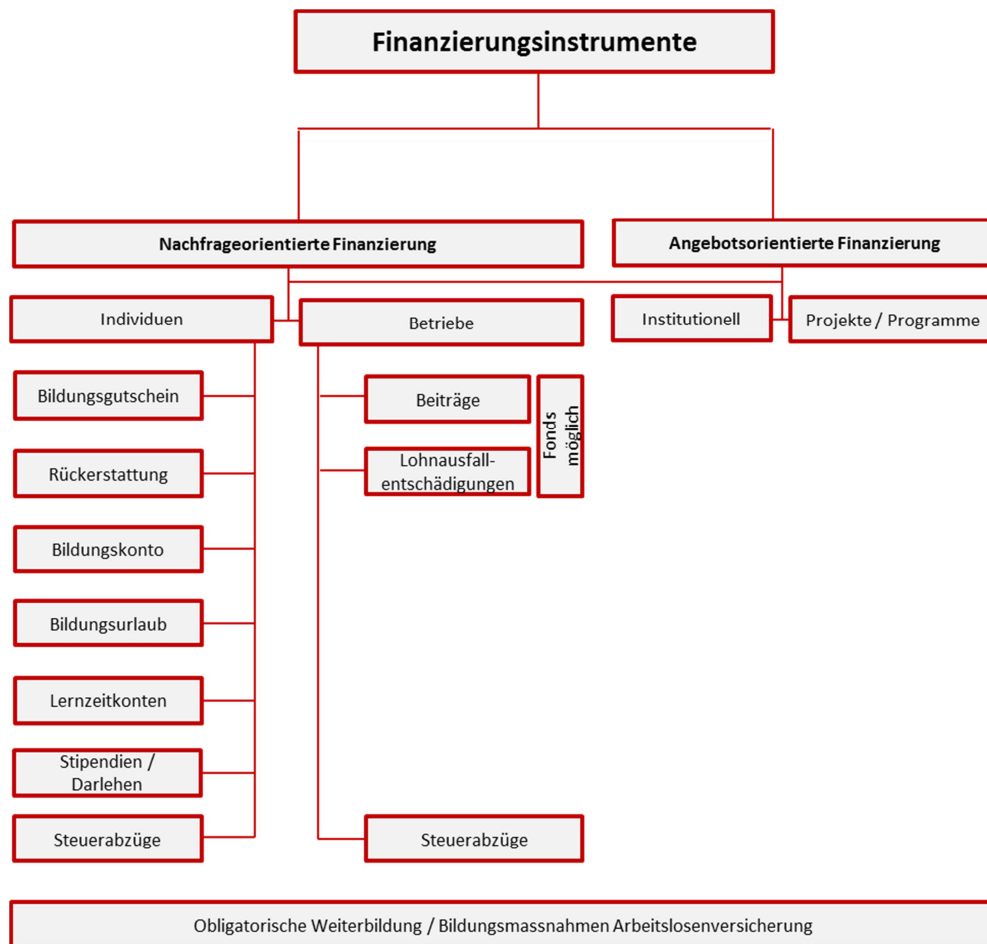 Finanzierungsinstrumente
Nachfrageorientierte Finanzierung
Angebotsorientierte Finanzierung
Individuen
Betriebe
Institutionell
Projekte / Programme
Bildungsgutschein
Beiträge
Fonds
möglich
Rückerstattung
Lohnausfall-
entschädigungen
Bildungskonto
Bildungsurlaub
Lernzeitkonten
Stipendien /
Darlehen
Steuerabzüge
Steuerabzüge
Obligatorische Weiterbildung / Bildungsmassnahmen Arbeitslosenversicherung